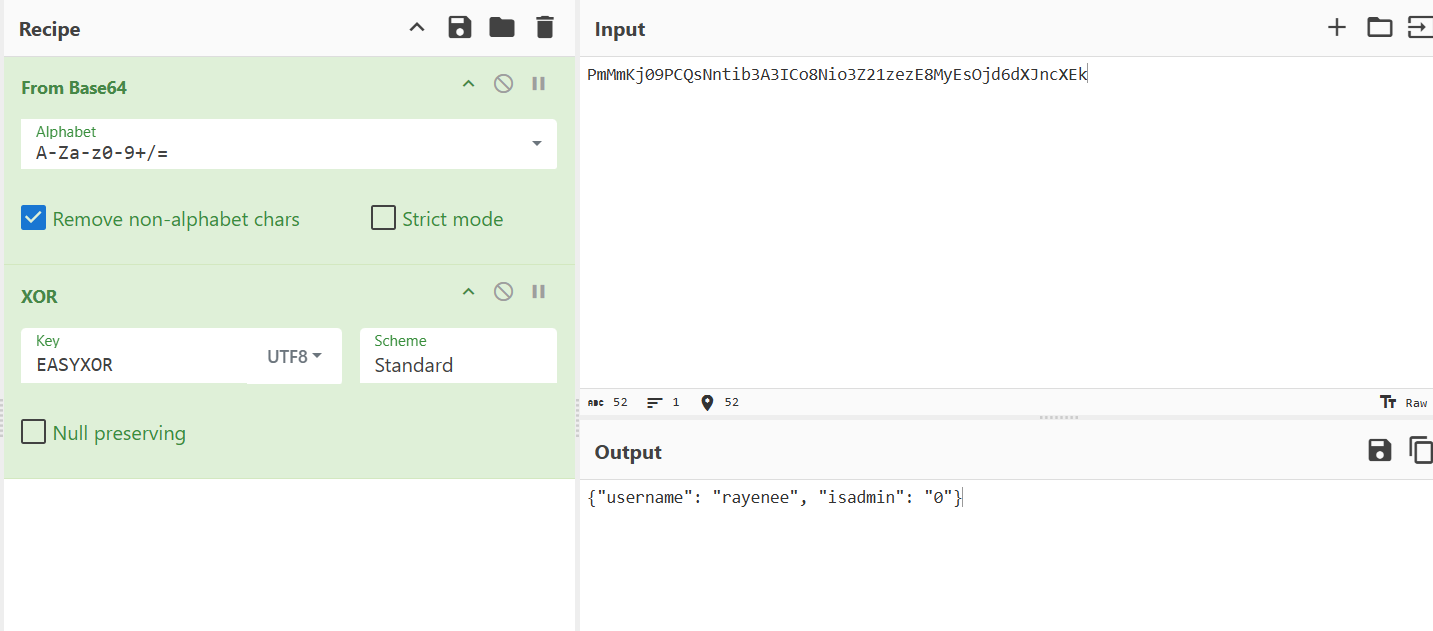 Recipe
From Base64
Alphabet
A-Za-z0-9+/=
Remove non-alphabet chars
Strict mode
XOR
Key
EASYXOR
UTF8
Scheme
Standard
Null preserving
Input
PmMmKj09PCQsNntib3A3ICo8Nio3Z21zezE8MyEsOjd6dXJncXEk
ABC 52
1
52
Tт Raw
Output
{"username": "rayenee", "isadmin": "0"}